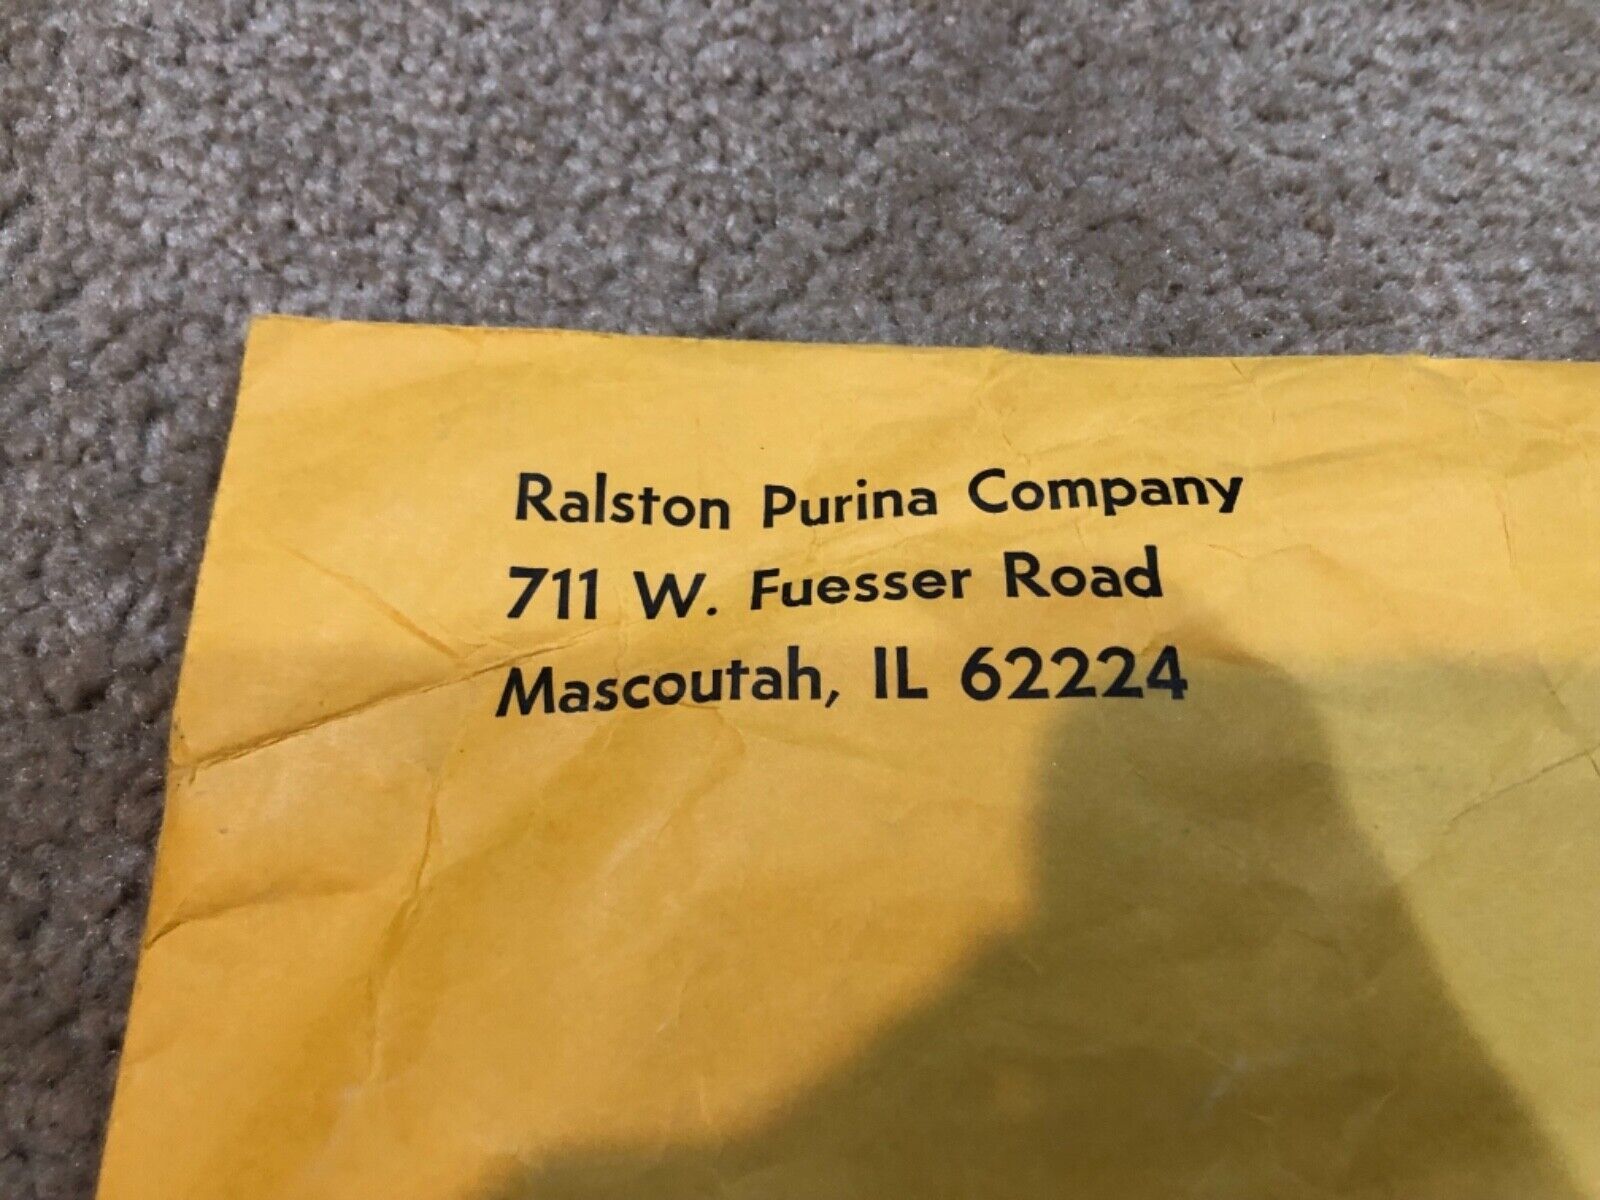 Ralston Purina Company
711 W. Fuesser Road
Mascoutah, IL 62224